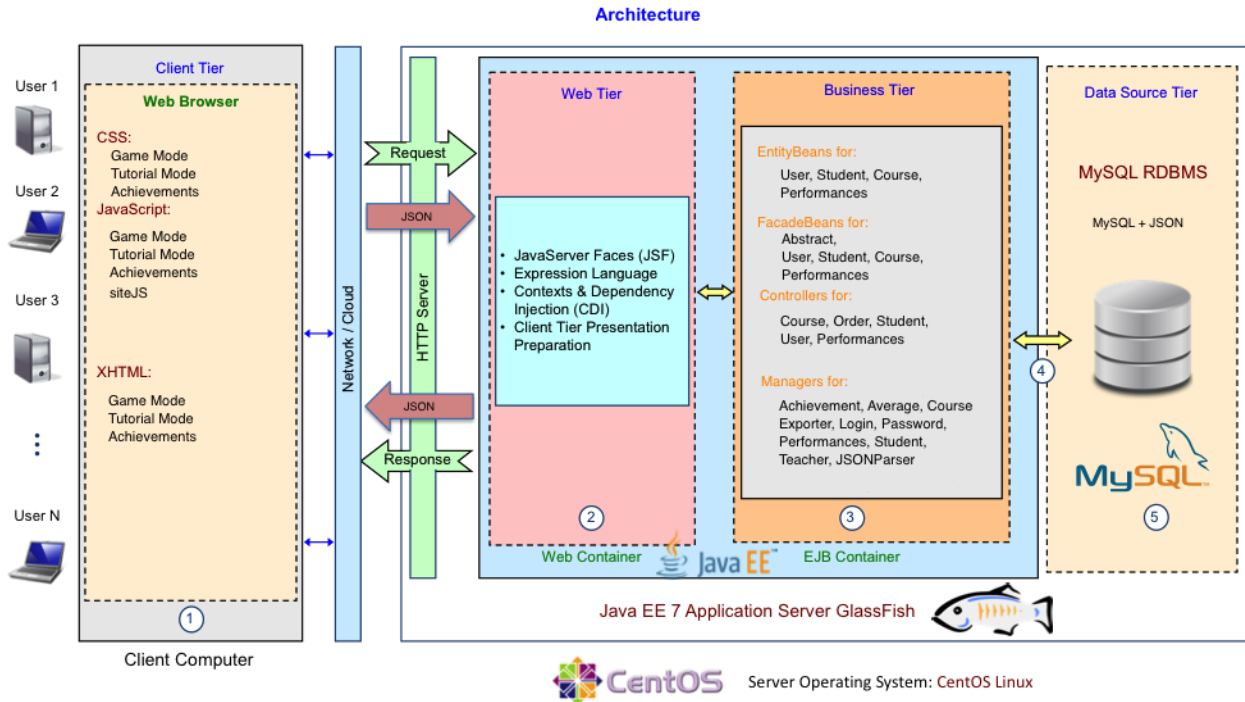 Architecture
User 1
User 2
User 3
User N
Client Tier
Web Browser
CSS:
Game Mode
Tutorial Mode
Achievements
JavaScript:
Game Mode
Tutorial Mode
Achievements
siteJS
XHTML:
Game Mode
Tutorial Mode
Achievements
1
Client Computer
Network / Cloud
HTTP Server
Request
JSON
JSON
Response
Web Tier
• JavaServer Faces (JSF)
• Expression Language
• Contexts & Dependency
Injection (CDI)
• Client Tier Presentation
Preparation
2
Web Container
Java EE™
Business Tier
EntityBeans for:
User, Student, Course,
Performances
FacadeBeans for:
Abstract,
User, Student, Course,
Performances
Controllers for:
Course, Order, Student,
User, Performances
Managers for:
Achievement, Average, Course
Exporter, Login, Password,
Performances, Student,
Teacher, JSONParser
3
EJB Container
4
Data Source Tier
MySQL RDBMS
MySQL + JSON
MySQL™
5
Java EE 7 Application Server GlassFish
CentOS
Server Operating System: CentOS Linux